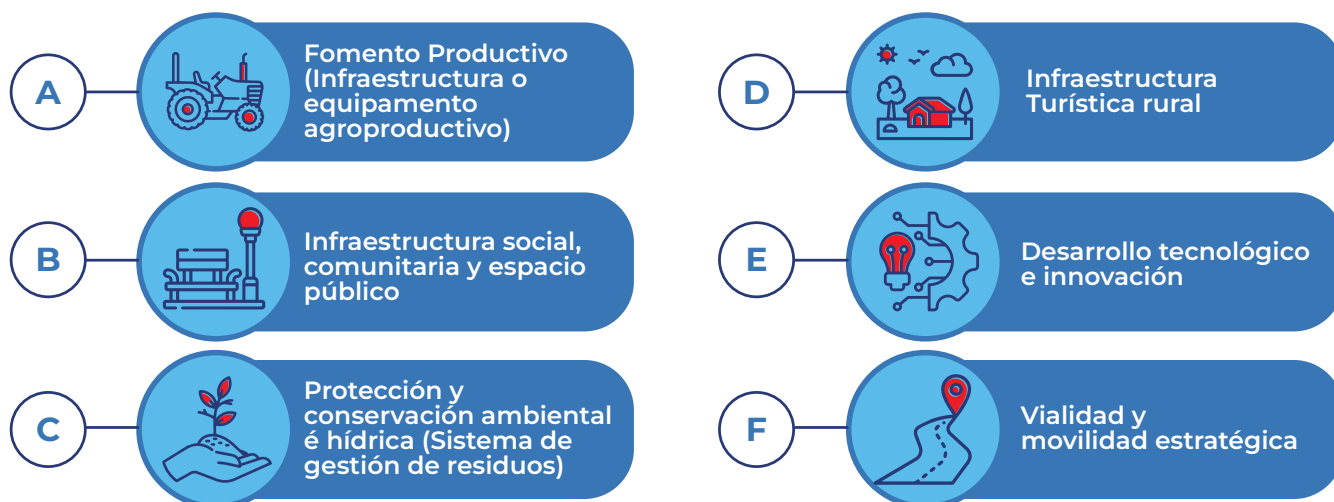 A
Fomento Productivo
(Infraestructura o
equipamento
agroproductivo)
B
Infraestructura social,
comunitaria y espacio
público
C
Protección y
conservación ambiental
é hídrica (Sistema de
gestión de residuos)
D
Infraestructura
Turística rural
E
Desarrollo tecnológico
e innovación
F
Vialidad y
movilidad estratégica